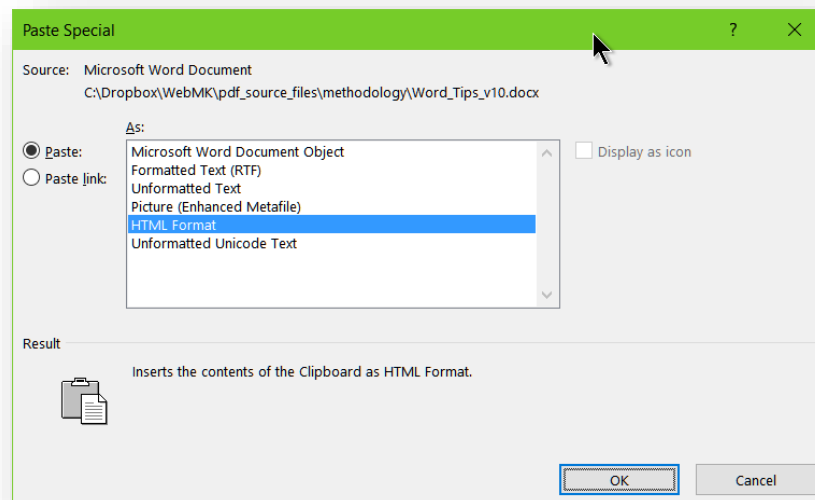 Paste Special ?
Source: Microsoft Word Document
C:\Dropbox\WebMK\pdf_source_files\methodology\Word_Tips_v10.docx
As:
Paste:
Paste link:
Microsoft Word Document Object
Formatted Text (RTF)
Unformatted Text
Picture (Enhanced Metafile)
HTML Format
Unformatted Unicode Text
Display as icon
Result
Inserts the contents of the Clipboard as HTML Format.
OK Cancel